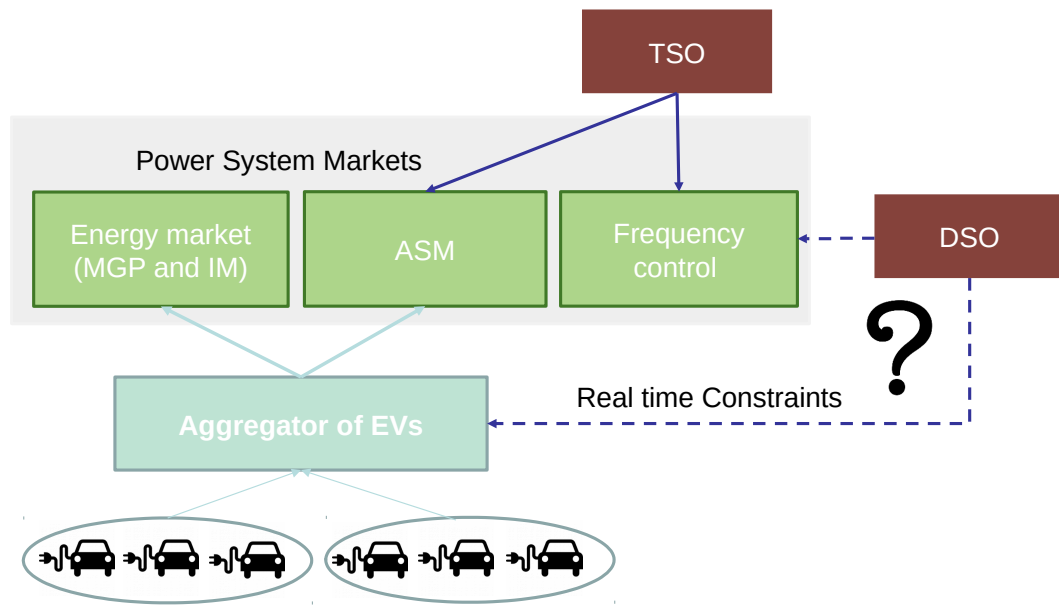 TSO
Power System Markets
Energy market
(MGP and IM)
ASM
Frequency
control
DSO
?
Real time Constraints
Aggregator of EVs